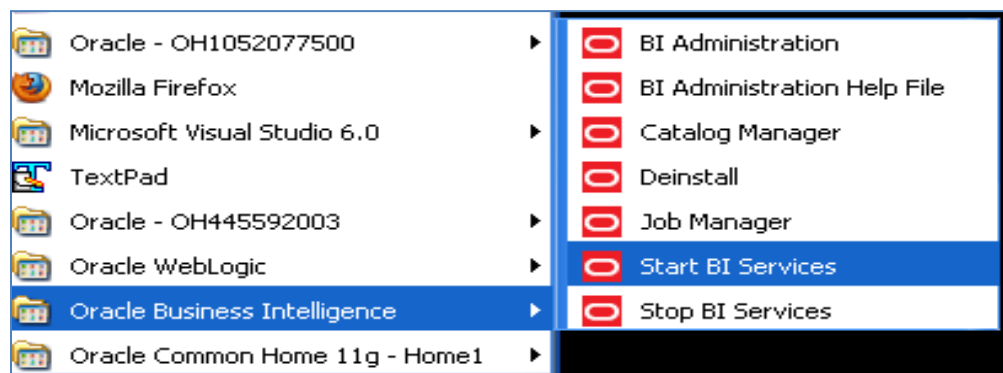 Oracle - OH1052077500
Mozilla Firefox
Microsoft Visual Studio 6.0
TextPad
Oracle - OH445592003
Oracle WebLogic
Oracle Business Intelligence
Oracle Common Home 11g - Home1
BI Administration
BI Administration Help File
Catalog Manager
Deinstall
Job Manager
Start BI Services
Stop BI Services